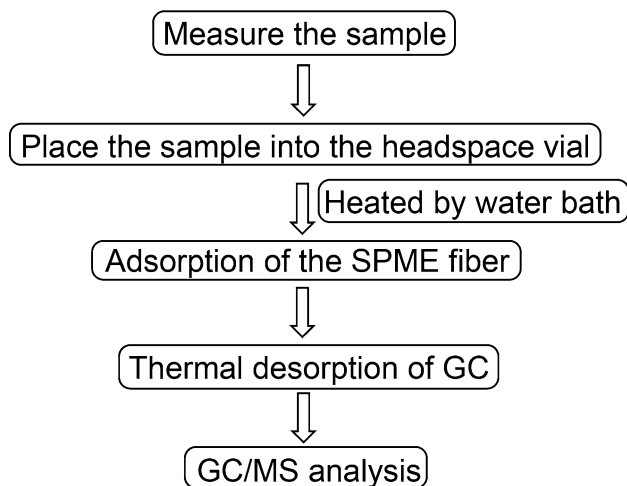 Measure the sample
Place the sample into the headspace vial
Heated by water bath
Adsorption of the SPME fiber
Thermal desorption of GC
GC/MS analysis